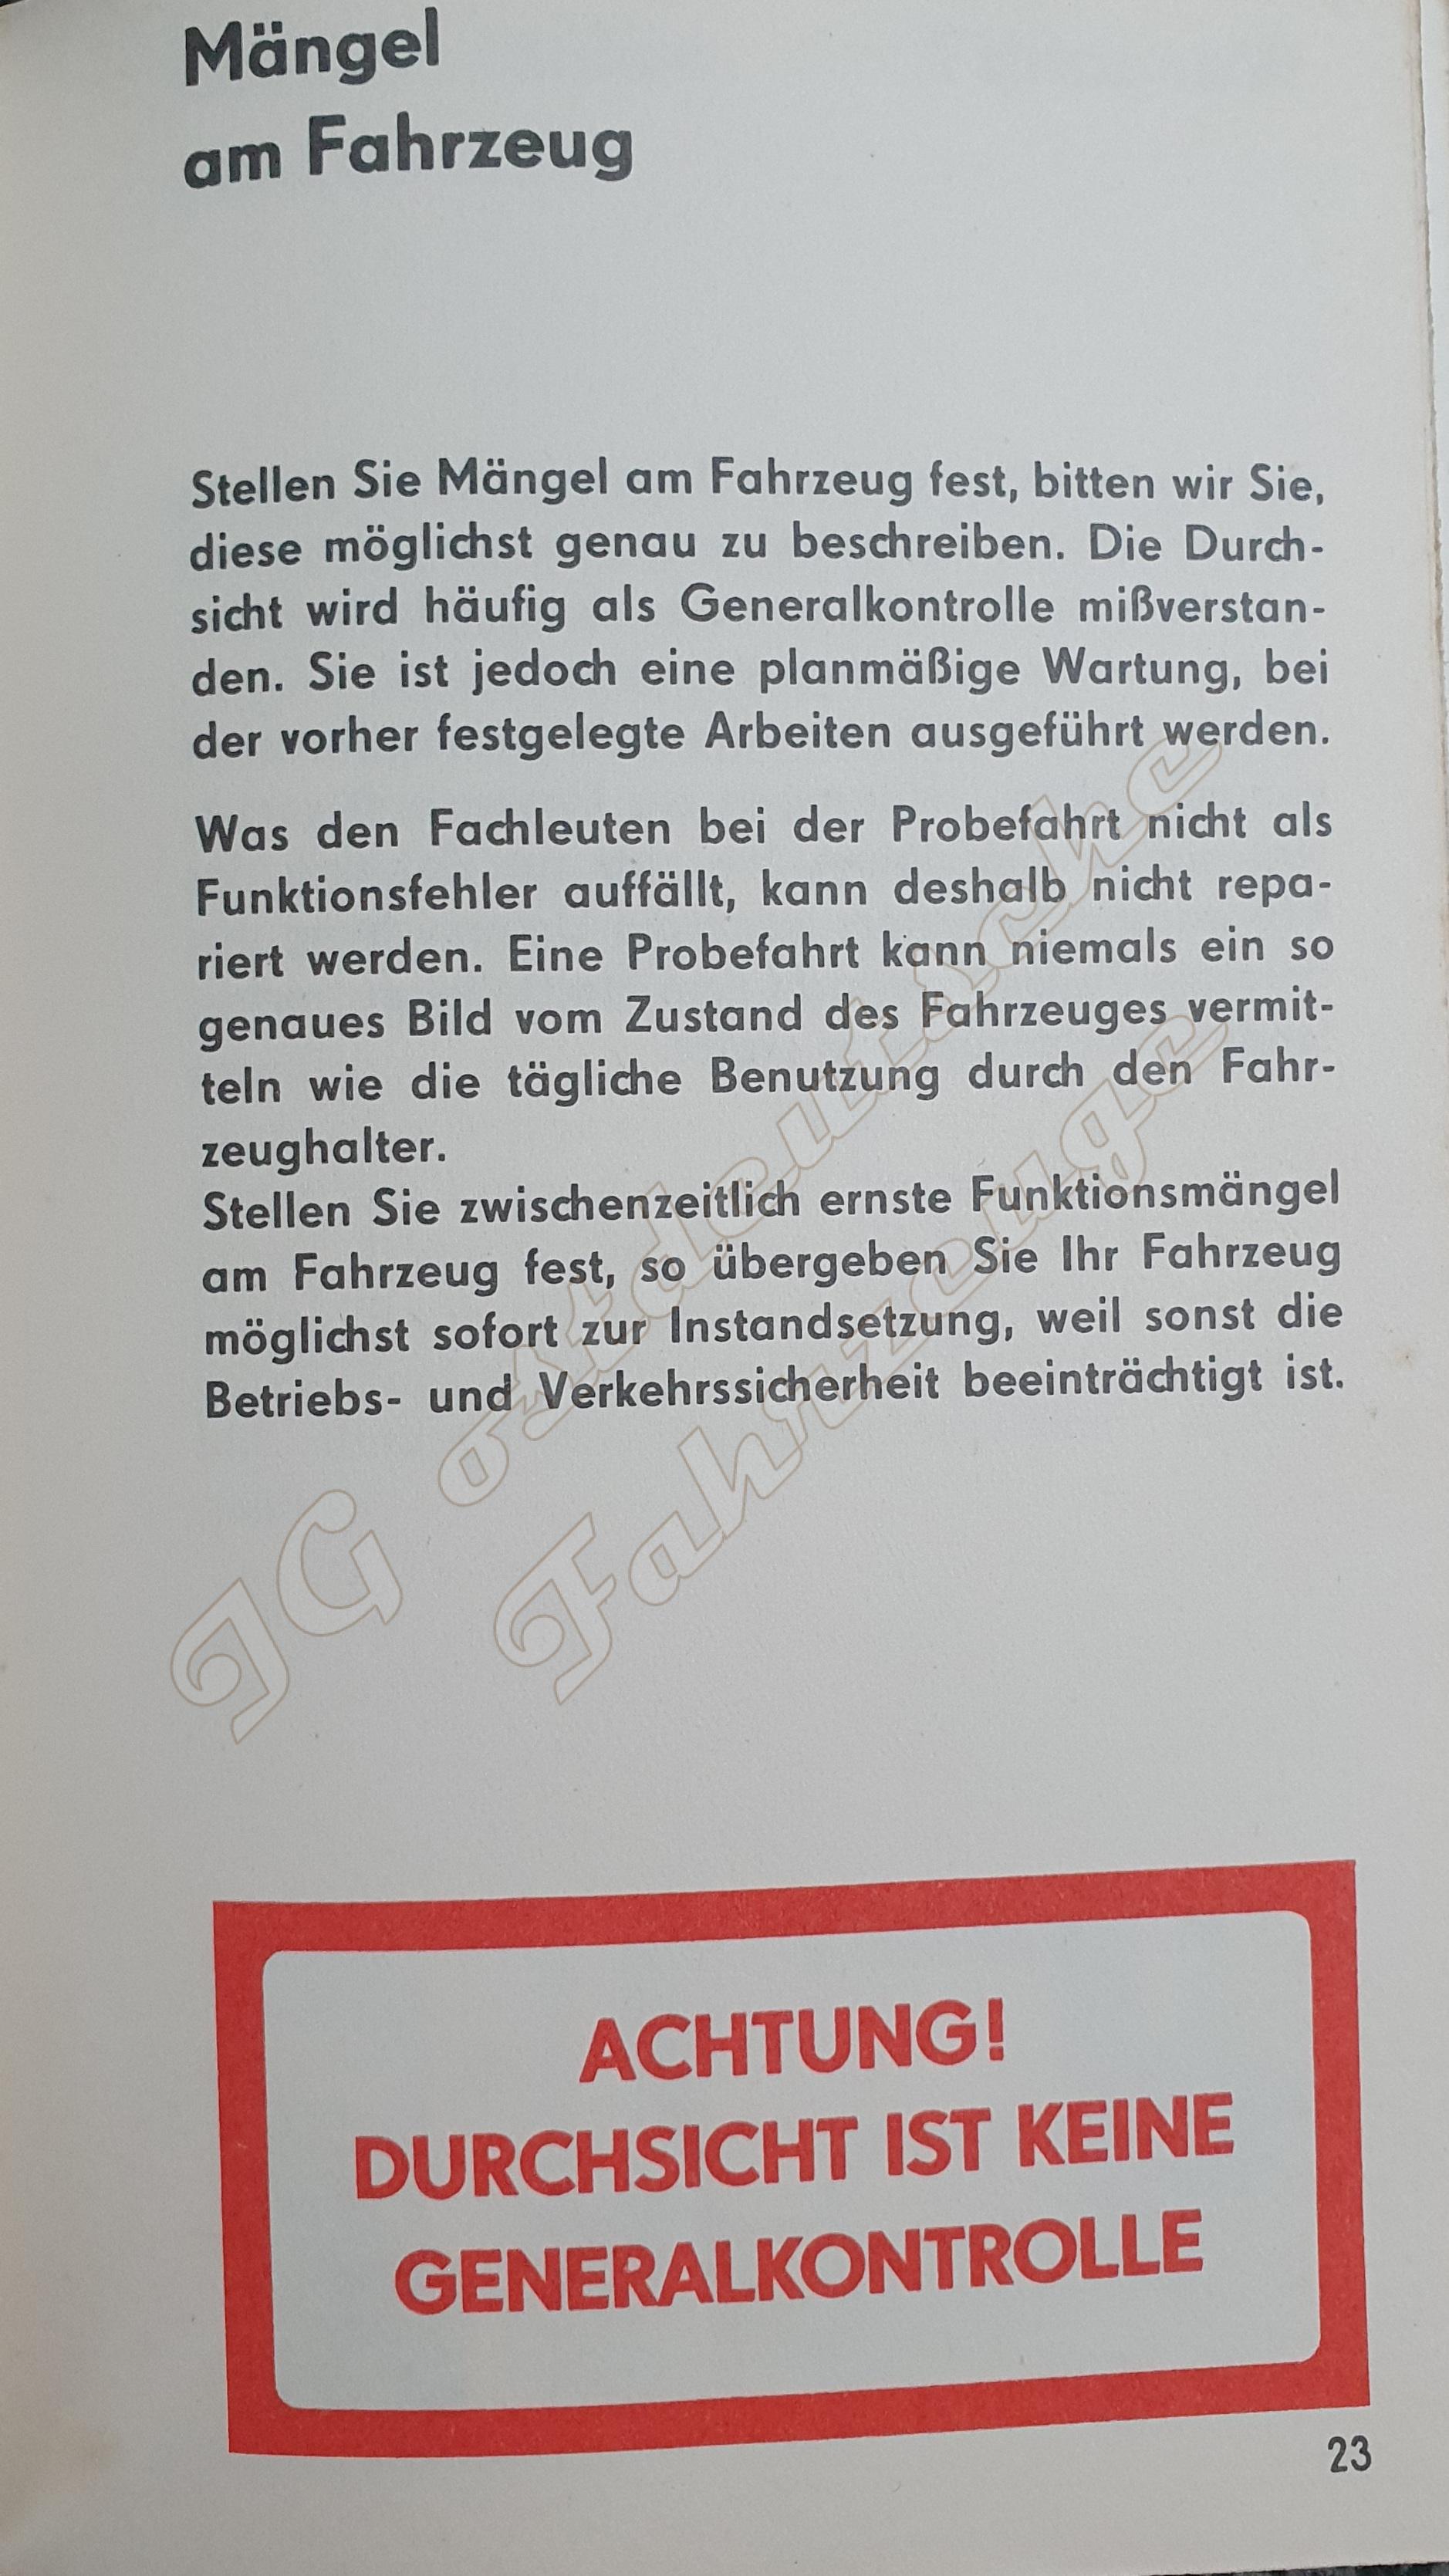 Mängel
am Fahrzeug
Stellen Sie Mängel am Fahrzeug fest, bitten wir Sie,
diese möglichst genau zu beschreiben. Die Durch-
sicht wird häufig als Generalkontrolle mißverstan-
den. Sie ist jedoch eine planmäßige Wartung, bei
der vorher festgelegte Arbeiten ausgeführt werden.
Was den Fachleuten bei der Probefahrt nicht als
Funktionsfehler auffällt, kann deshalb nicht repa-
riert werden. Eine Probefahrt kann niemals ein so
genaues Bild vom Zustand des Fahrzeuges vermit-
teln wie die tägliche Benutzung durch den Fahr-
zeughalter.
Stellen Sie zwischenzeitlich ernste Funktionsmängel
am Fahrzeug fest, so übergeben Sie Ihr Fahrzeug
möglichst sofort zur Instandsetzung, weil sonst die
Betriebs- und Verkehrssicherheit beeinträchtigt ist.
IG ostdeutsche
Fahrzeuge
ACHTUNG!
DURCHSICHT IST KEINE
GENERALKONTROLLE
23